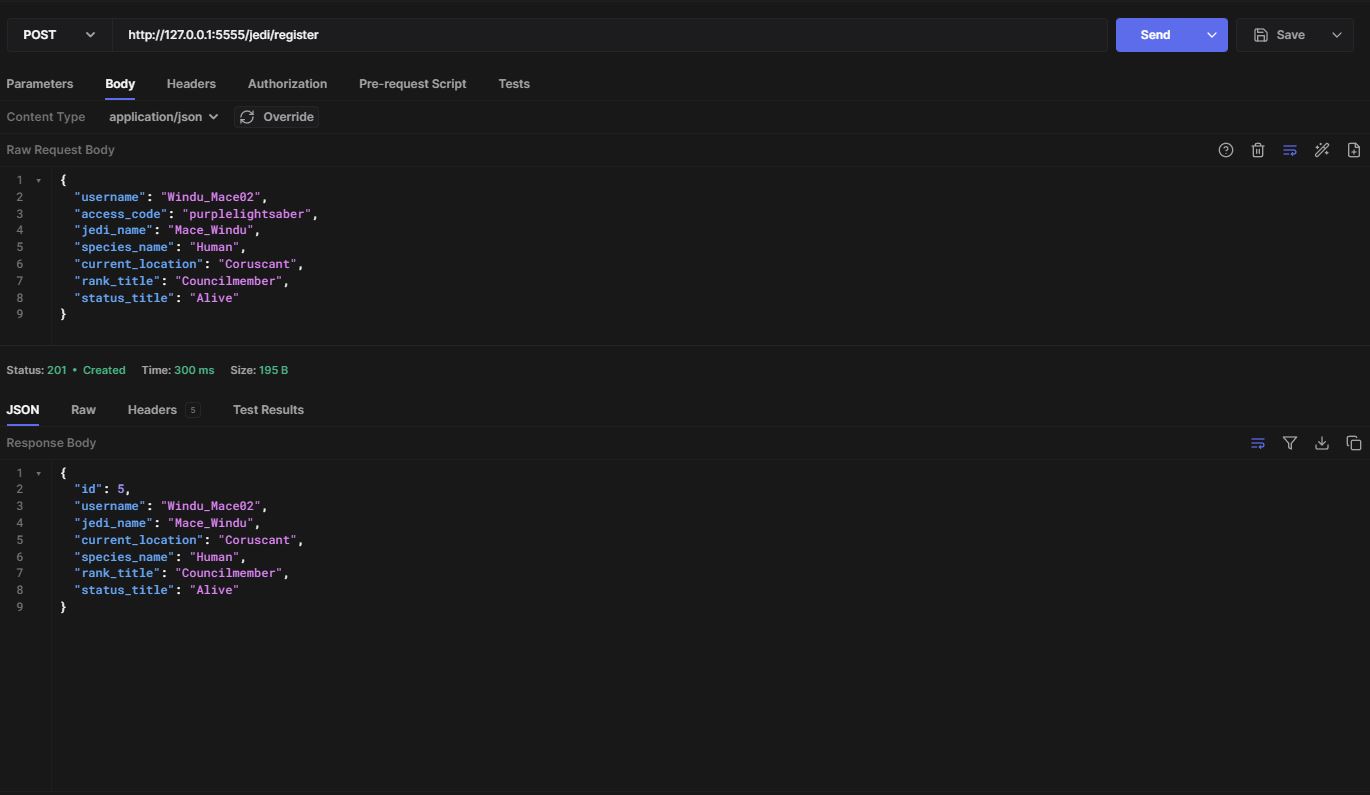 POST http://127.0.0.1:5555/jedi/register Send Save
Parameters Body Headers Authorization Pre-request Script Tests
Content Type application/json Override
Raw Request Body
1 {
2 "username": "Windu_Mace02",
3 "access_code": "purplelightsaber",
4 "jedi_name": "Mace_Windu",
5 "species_name": "Human",
6 "current_location": "Coruscant",
7 "rank_title": "Councilmember",
8 "status_title": "Alive"
9 }
Status: 201 • Created Time: 300 ms Size: 195 B
JSON Raw Headers 5 Test Results
Response Body
1 {
2 "id": 5,
3 "username": "Windu_Mace02",
4 "jedi_name": "Mace_Windu",
5 "current_location": "Coruscant",
6 "species_name": "Human",
7 "rank_title": "Councilmember",
8 "status_title": "Alive"
9 }